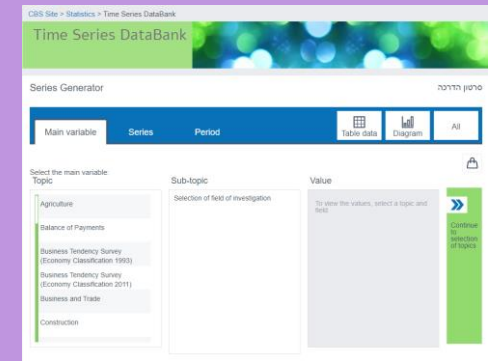 CBS Site > Statistics > Time Series DataBank
Time Series DataBank
Series Generator
סרטון הדרכה
Main variable
Series
Period
Table data
Diagram
All
Select the main variable:
Topic
Sub-topic
Value
Agriculture
Balance of Payments
Business Tendency Survey
(Economy Classification 1993)
Business Tendency Survey
(Economy Classification 2011)
Business and Trade
Construction
Selection of field of investigation
To view the values, select a topic and
field
Continue
to
selection
of topics